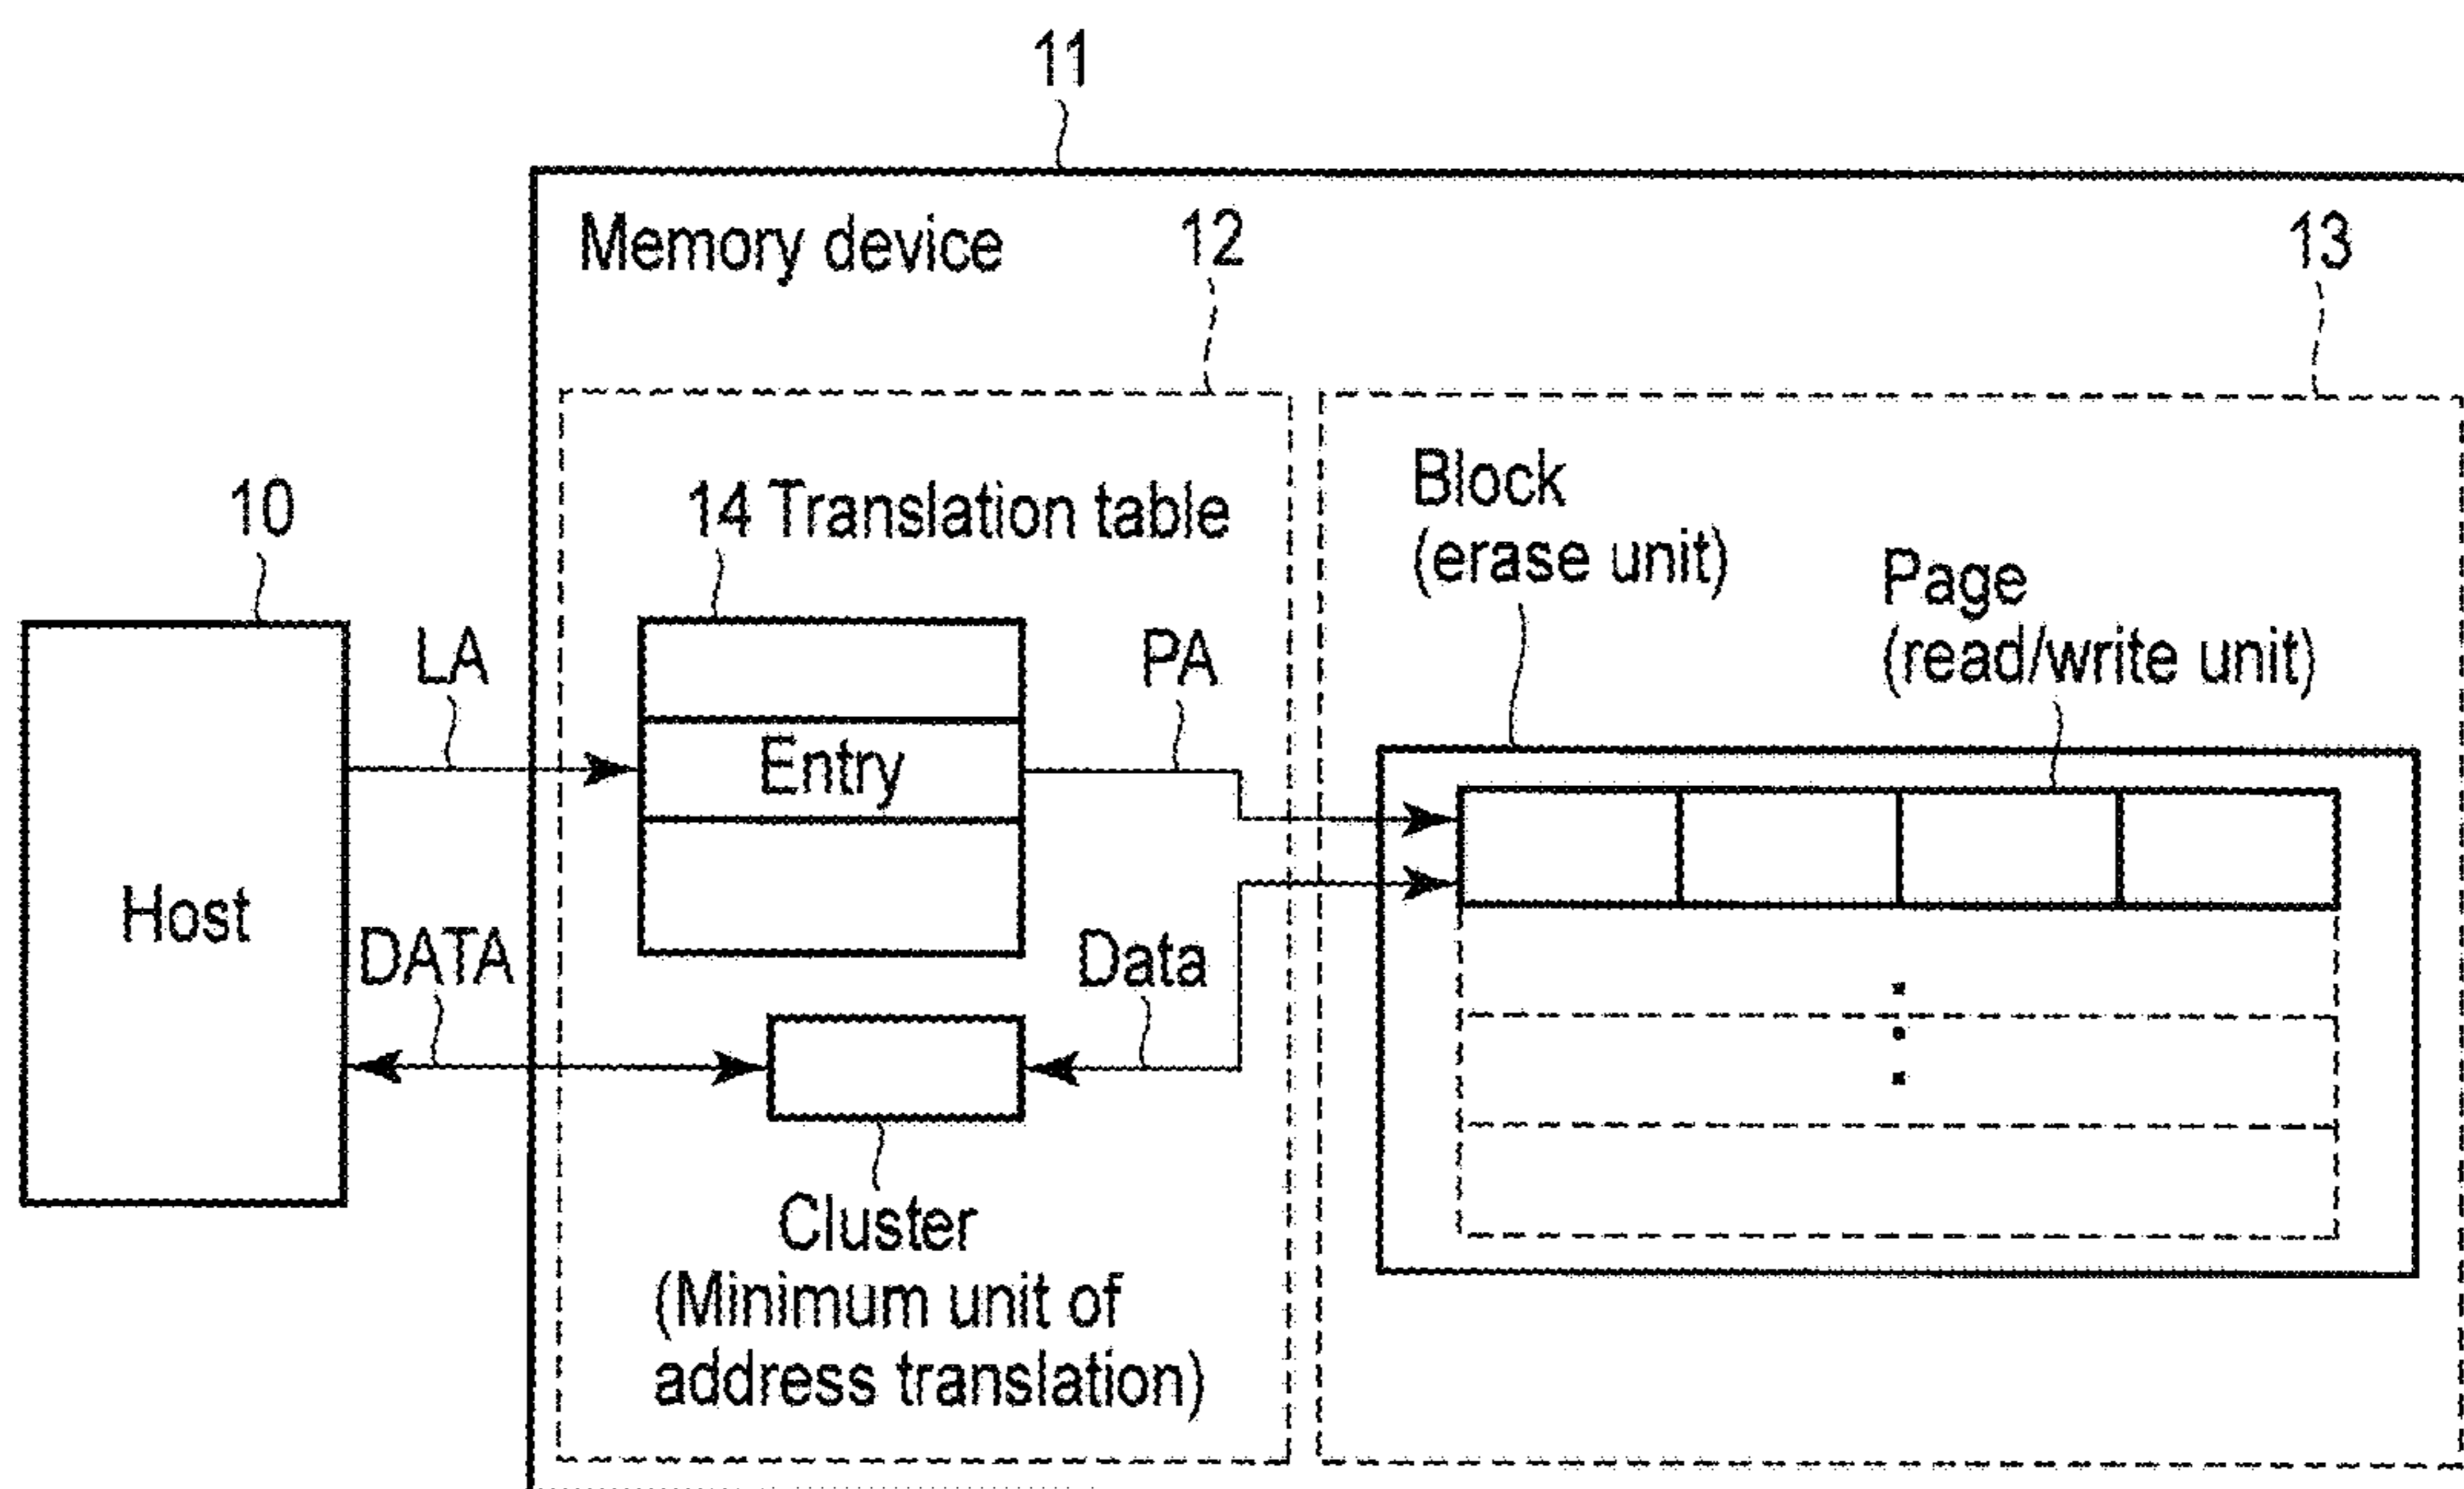 11
Memory device
12
13
10
14 Translation table
Block
(erase unit)
Page
(read/write unit)
LA
Entry
PA
Host
DATA
Data
Cluster
(Minimum unit of
address translation)